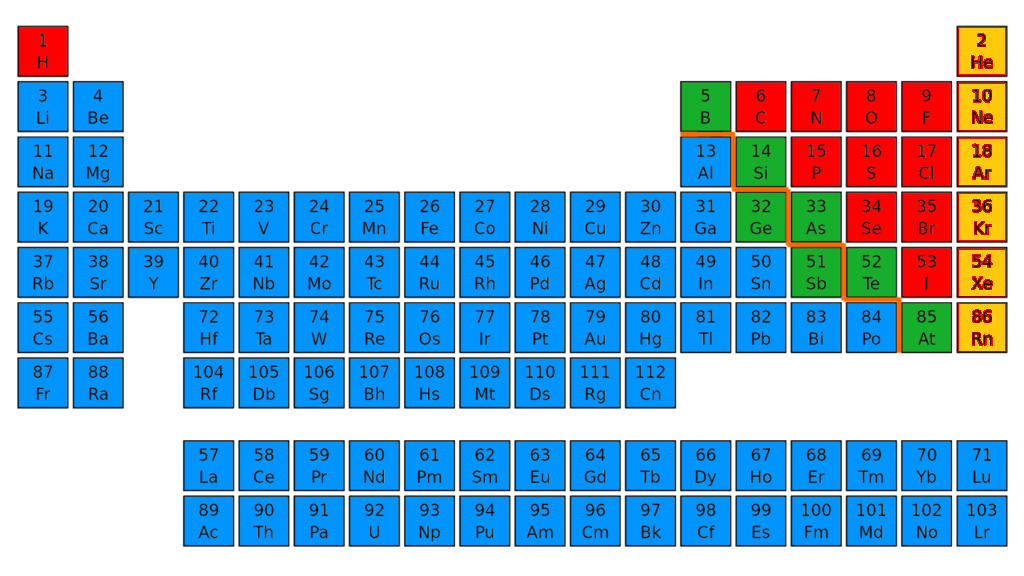 1 2
H He
3 4 5 6 7 8 9 10
Li Be B C N O F Ne
11 12 13 14 15 16 17 18
Na Mg Al Si P S Cl Ar
19 20 21 22 23 24 25 26 27 28 29 30 31 32 33 34 35 36
K Ca Sc Ti V Cr Mn Fe Co Ni Cu Zn Ga Ge As Se Br Kr
37 38 39 40 41 42 43 44 45 46 47 48 49 50 51 52 53 54
Rb Sr Y Zr Nb Mo Tc Ru Rh Pd Ag Cd In Sn Sb Te I Xe
55 56 72 73 74 75 76 77 78 79 80 81 82 83 84 85 86
Cs Ba Hf Ta W Re Os Ir Pt Au Hg Tl Pb Bi Po At Rn
87 88 104 105 106 107 108 109 110 111 112
Fr Ra Rf Db Sg Bh Hs Mt Ds Rg Cn
57 58 59 60 61 62 63 64 65 66 67 68 69 70 71
La Ce Pr Nd Pm Sm Eu Gd Tb Dy Ho Er Tm Yb Lu
89 90 91 92 93 94 95 96 97 98 99 100 101 102 103
Ac Th Pa U Np Pu Am Cm Bk Cf Es Fm Md No Lr